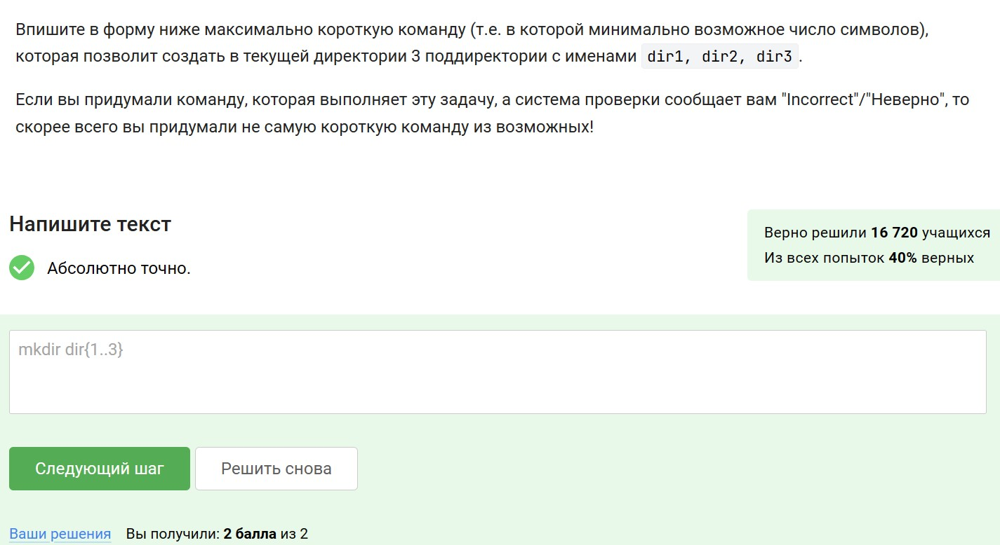 Впишите в форму ниже максимально короткую команду (т.е. в которой минимально возможное число символов),
которая позволит создать в текущей директории 3 поддиректории с именами dir1, dir2, dir3.
Если вы придумали команду, которая выполняет эту задачу, а система проверки сообщает вам "Incorrect"/"Неверно", то
скорее всего вы придумали не самую короткую команду из возможных!
Напишите текст
Верно решили 16 720 учащихся
Из всех попыток 40% верных
Абсолютно точно.
mkdir dir{1..3}
Следующий шаг
Решить снова
Ваши решения Вы получили: 2 балла из 2